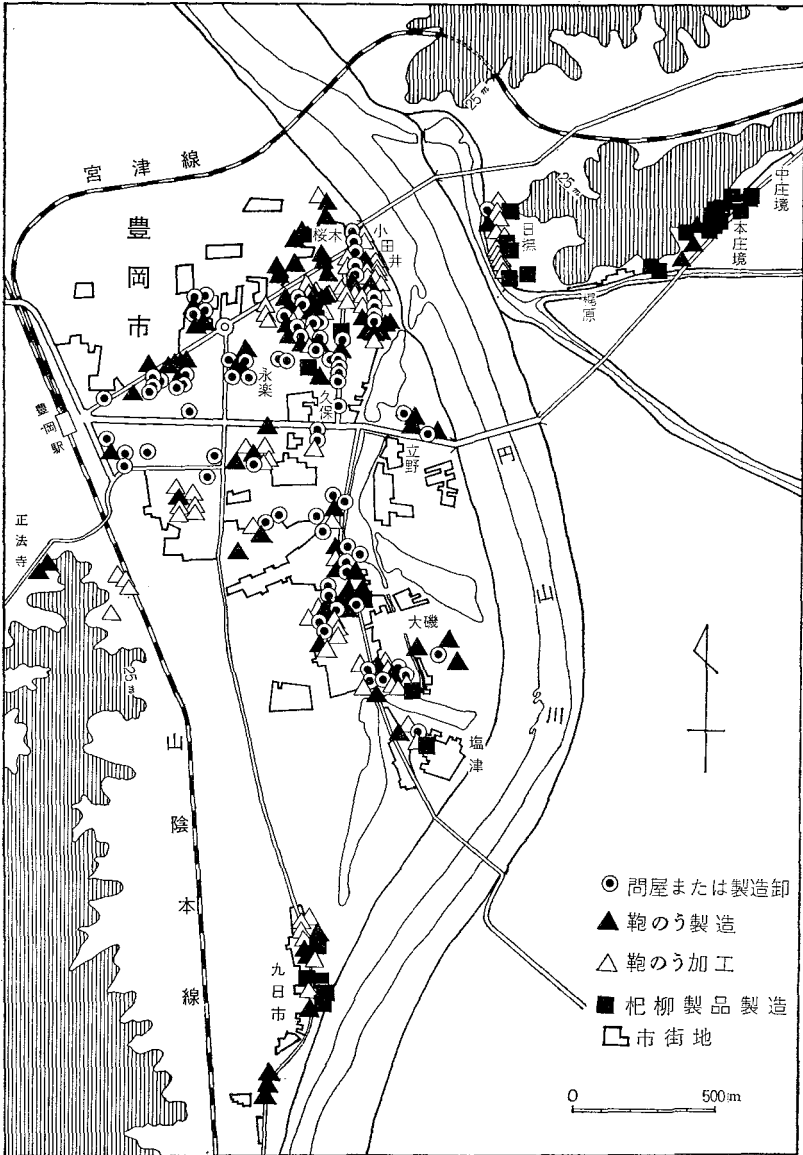 宮津線
豊岡市
25m
25m
中庄境
本庄境
桜木
小田井
梶原
永楽
久保
豊岡駅
立野
正法寺
円山川
大磯
25m
塩津
山陰本線
九日市
問屋または製造卸
鞄のう製造
鞄のう加工
杞柳製品製造
市街地
0 500m